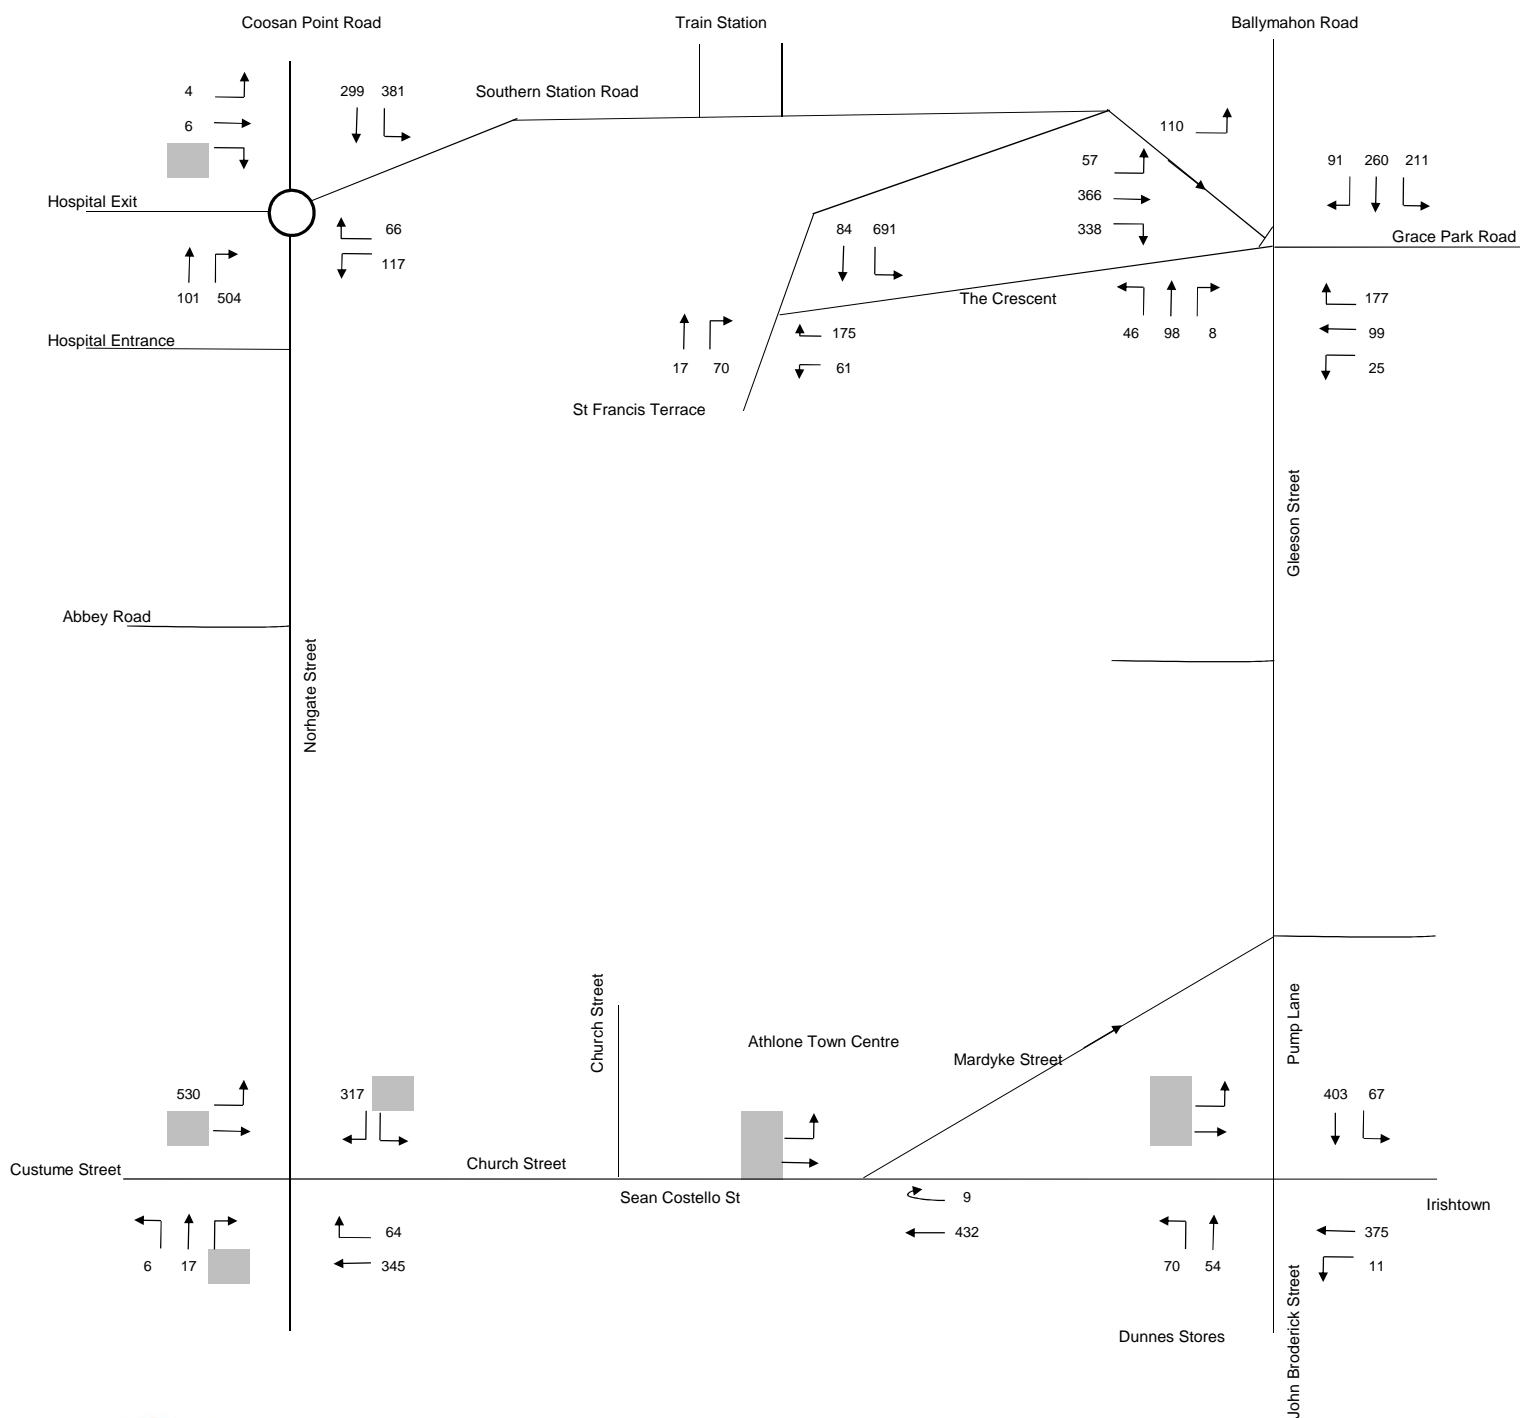 Coosan Point Road
Train Station
Ballymahon Road
4
299 381
Southern Station Road
6
110
57
91 260 211
366
Hospital Exit
66
84 691
338
Grace Park Road
117
101 504
The Crescent
177
46 98 8
99
175
17 70
61
25
Hospital Entrance
St Francis Terrace
Gleeson Street
Abbey Road
Norhgate Street
Church Street
Athlone Town Centre
Mardyke Street
Pump Lane
530
317
403 67
Custume Street
Church Street
Sean Costello St
9
Irishtown
64
432
375
6 17
345
70 54
11
Dunnes Stores
John Broderick Street